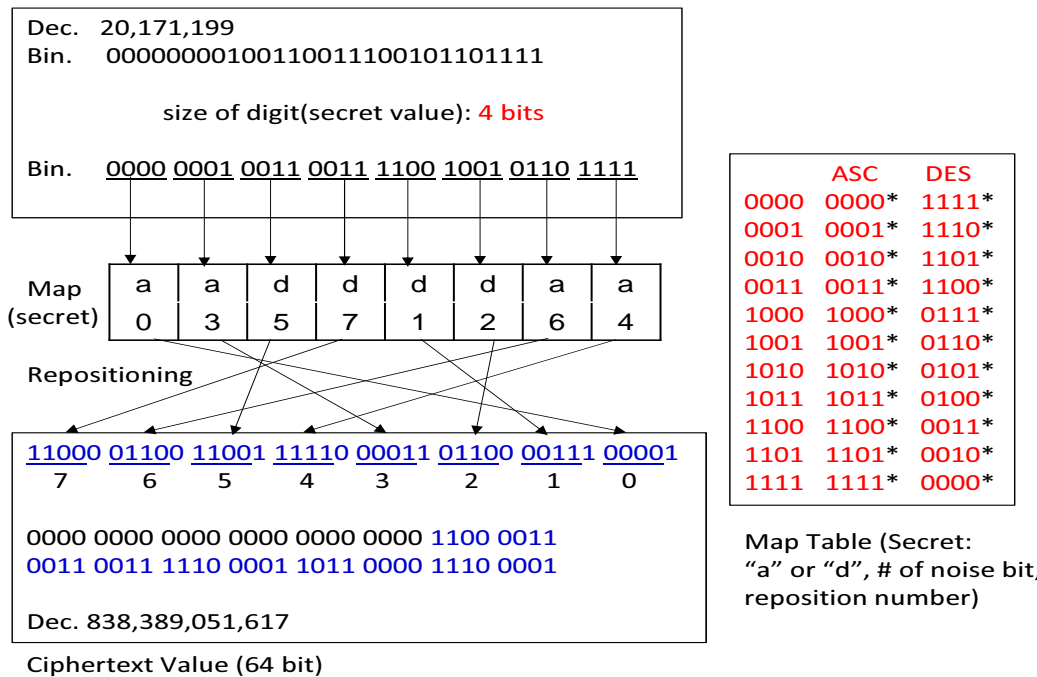 Dec. 20,171,199
Bin. 00000000100110011100101101111
size of digit(secret value): 4 bits
Bin. 0000 0001 0011 0011 1100 1001 0110 1111
Map
(secret)
a a d d d d a a
0 3 5 7 1 2 6 4
Repositioning
11000 01100 11001 11110 00011 01100 00111 00001
7 6 5 4 3 2 1 0
0000 0000 0000 0000 0000 0000 1100 0011
0011 0011 1110 0001 1011 0000 1110 0001
Dec. 838,389,051,617
Ciphertext Value (64 bit)
ASC DES
0000 0000* 1111*
0001 0001* 1110*
0010 0010* 1101*
0011 0011* 1100*
1000 1000* 0111*
1001 1001* 0110*
1010 1010* 0101*
1011 1011* 0100*
1100 1100* 0011*
1101 1101* 0010*
1111 1111* 0000*
Map Table (Secret:
“a” or “d”, # of noise bit,
reposition number)